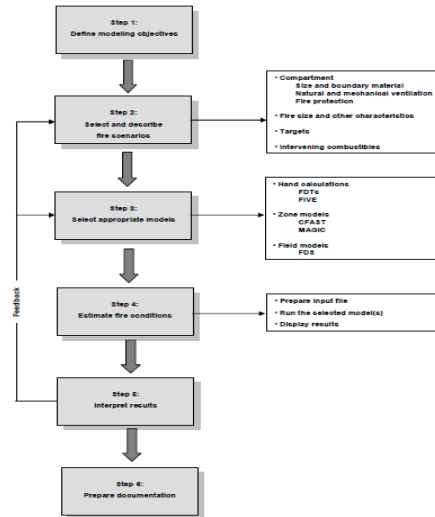 Step 1:
Define modeling objectives
Step 2:
Select and describe
fire scenarios
• Compartment
Size and boundary material
Natural and mechanical ventilation
Fire protection
• Fire size and other characteristics
• Targets
• Intervening combustibles
Step 3:
Select appropriate models
• Hand calculations
FDTs
FIVE
• Zone models
CFAST
MAGIC
• Field models
FDS
Feedback
Step 4:
Estimate fire conditions
• Prepare input file
• Run the selected model(s)
• Display results
Step 5:
Interpret results
Step 6:
Prepare documentation